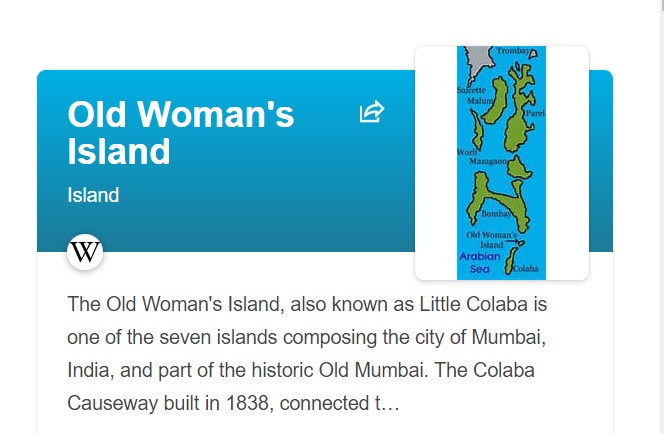 Old Woman's
Island
Island
W
Trombay
Salcette
Mahim
Parel
Worli
Mazagaon
Bombay
Old Woman's
Island
Arabian
Sea
Colaba
The Old Woman's Island, also known as Little Colaba is
one of the seven islands composing the city of Mumbai,
India, and part of the historic Old Mumbai. The Colaba
Causeway built in 1838, connected t…